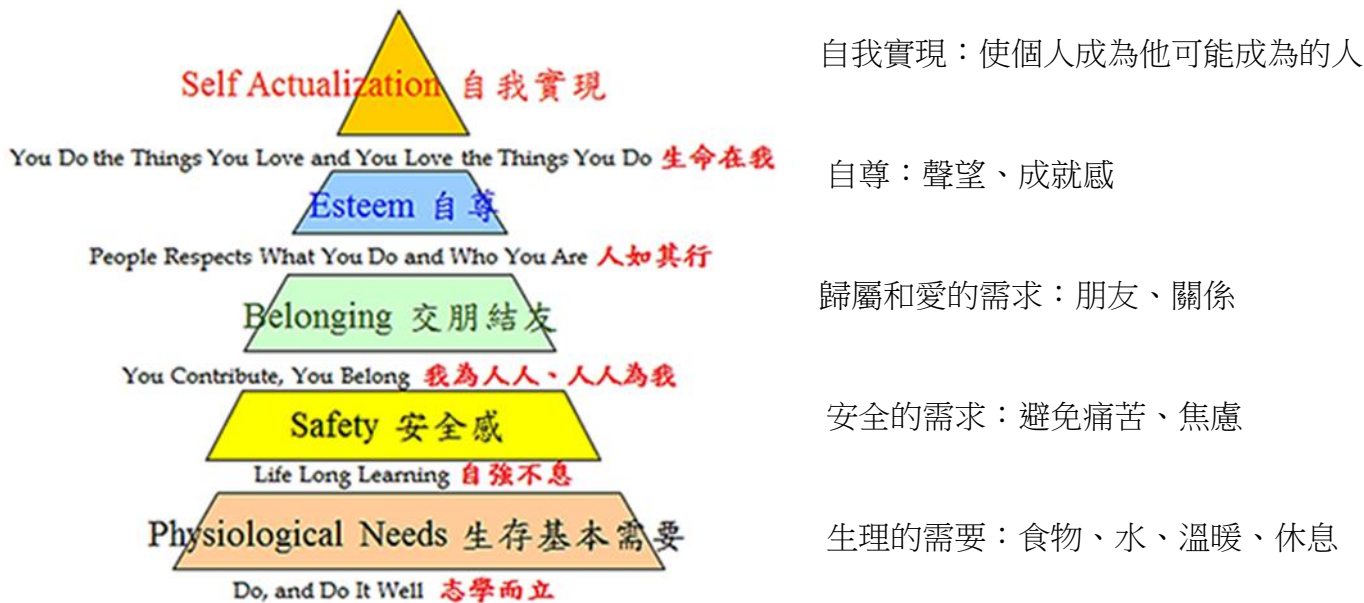 自我實現：使個人成為他可能成為的人
Self Actualization 自我實現
You Do the Things You Love and You Love the Things You Do 生命在我
自尊：聲望、成就感
Esteem 自尊
People Respects What You Do and Who You Are 人如其行
歸屬和愛的需求：朋友、關係
Belonging 交朋結友
You Contribute, You Belong 我為人人、人人為我
安全的需求：避免痛苦、焦慮
Safety 安全感
Life Long Learning 自強不息
生理的需要：食物、水、溫暖、休息
Physiological Needs 生存基本需要
Do, and Do It Well 志學而立